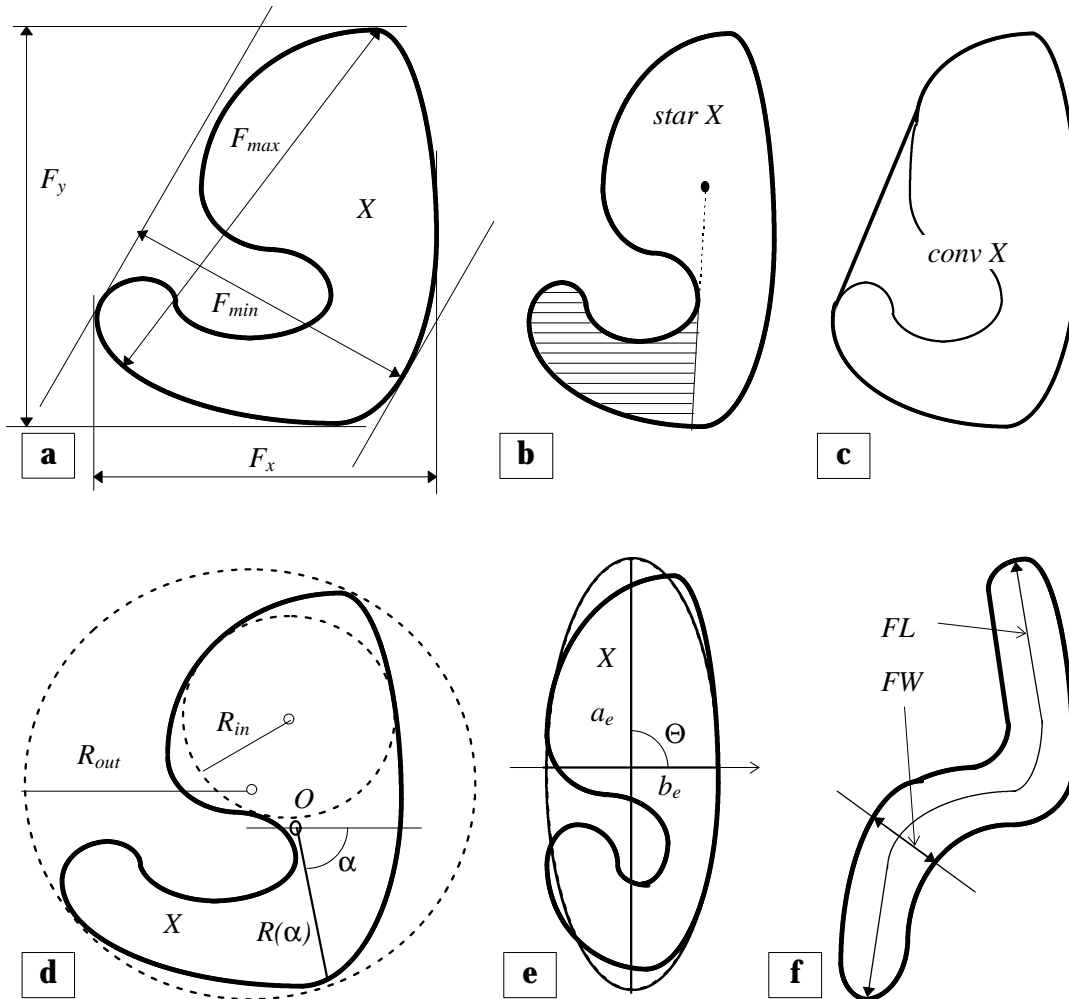 F_y
F_max
X
F_min
F_x
a
star X
b
conv X
c
R_in
R_out
O
α
X
R(α)
d
X
a_e
Θ
b_e
e
FL
FW
f